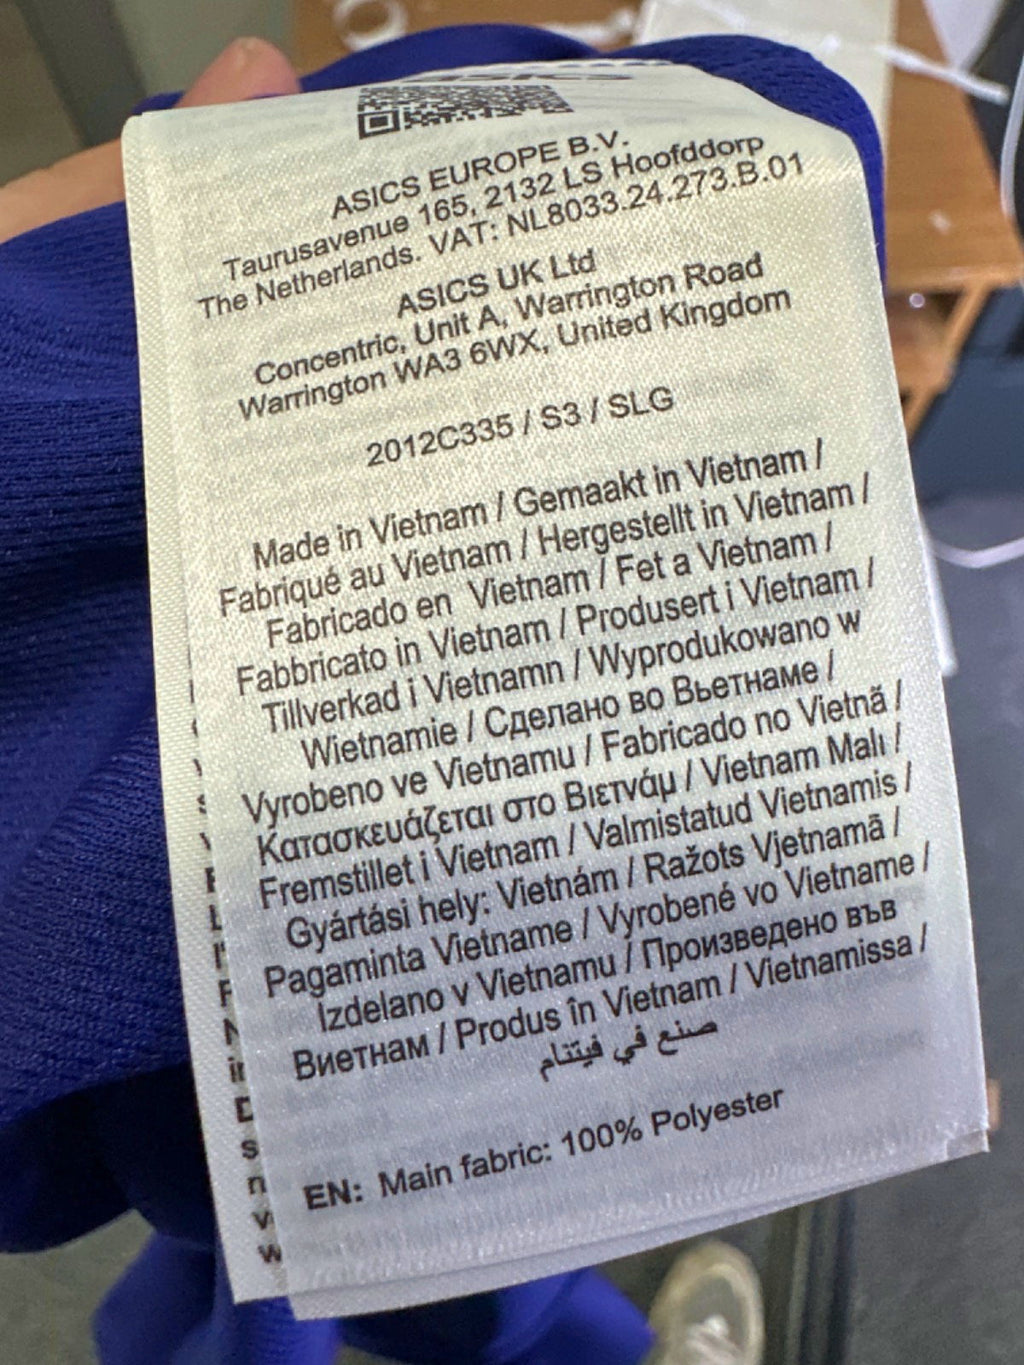 asics
ASICS EUROPE B.V.
Taurusavenue 165, 2132 LS Hoofddorp
The Netherlands. VAT: NL8033.24.273.B.01
ASICS UK Ltd
Concentric, Unit A, Warrington Road
Warrington WA3 6WX, United Kingdom
2012C335 / S3 / SLG
Made in Vietnam / Gemaakt in Vietnam /
Fabriqué au Vietnam / Hergestellt in Vietnam /
Fabricado en Vietnam / Fet a Vietnam /
Fabbricato in Vietnam / Produsert i Vietnam /
Tillverkad i Vietnamn / Wyprodukowano w
Wietnamie / Сделано во Вьетнаме /
Vyrobeno ve Vietnamu / Fabricado no Vietnã /
Κατασκευάζεται στο Βιετνάμ / Vietnam Malı /
Fremstillet i Vietnam / Valmistatud Vietnamis /
Gyártási hely: Vietnám / Ražots Vjetnamā /
Pagaminta Vietname / Vyrobené vo Vietname /
Izdelano v Vietnamu / Произведено във
Виетнам / Produs în Vietnam / Vietnamissa /
صنع في فيتنام
EN: Main fabric: 100% Polyester